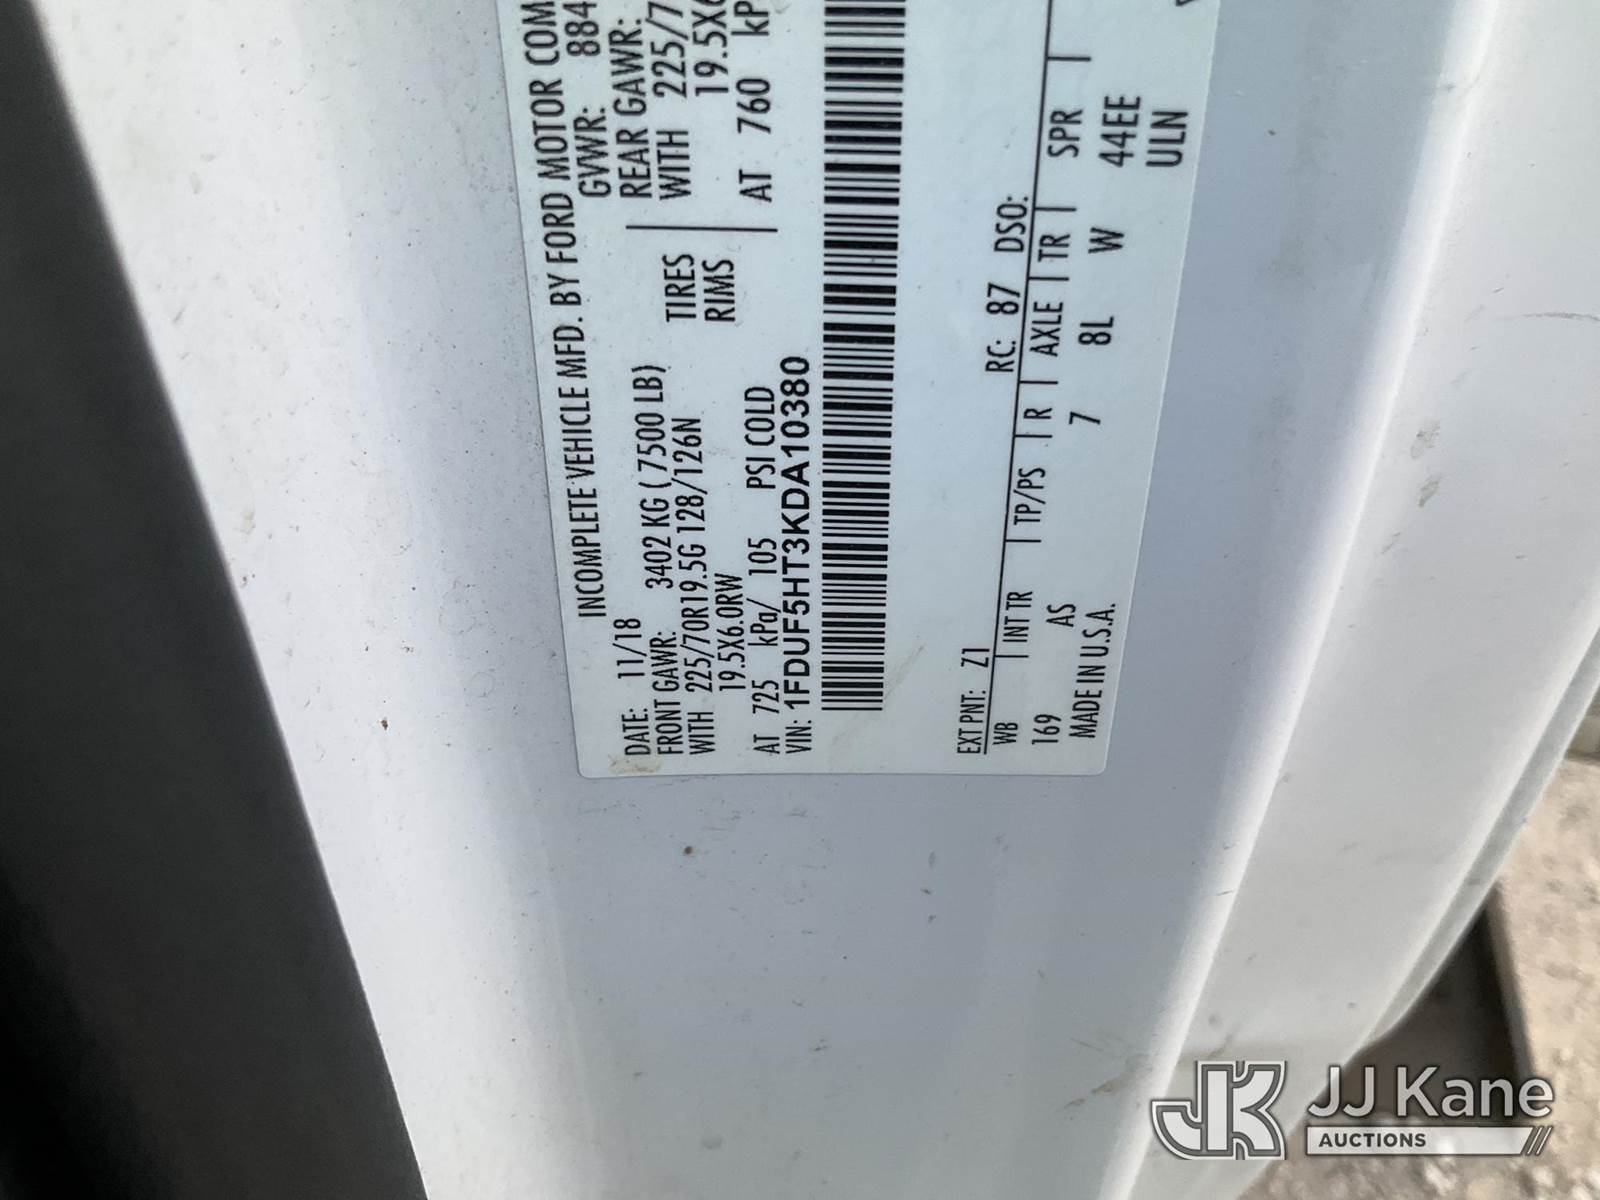 INCOMPLETE VEHICLE MFD. BY FORD MOTOR COM
DATE: 11/18 GVWR: 884
FRONT GAWR: 3402 KG ( 7500 LB) REAR GAWR:
WITH 225/70R19.5G 128/126N TIRES WITH 225/7
19.5X6.0RW RIMS 19.5X6
AT 725 kPa/ 105 PSI COLD AT 760 kP
VIN: 1FDUF5HT3KDA10380
EXT PNT: Z1 RC: 87 DSO:
WB INT TR TP/PS R AXLE TR SPR
169 AS 7 8L W 44EE
MADE IN U.S.A. ULN
JK JJ Kane
AUCTIONS